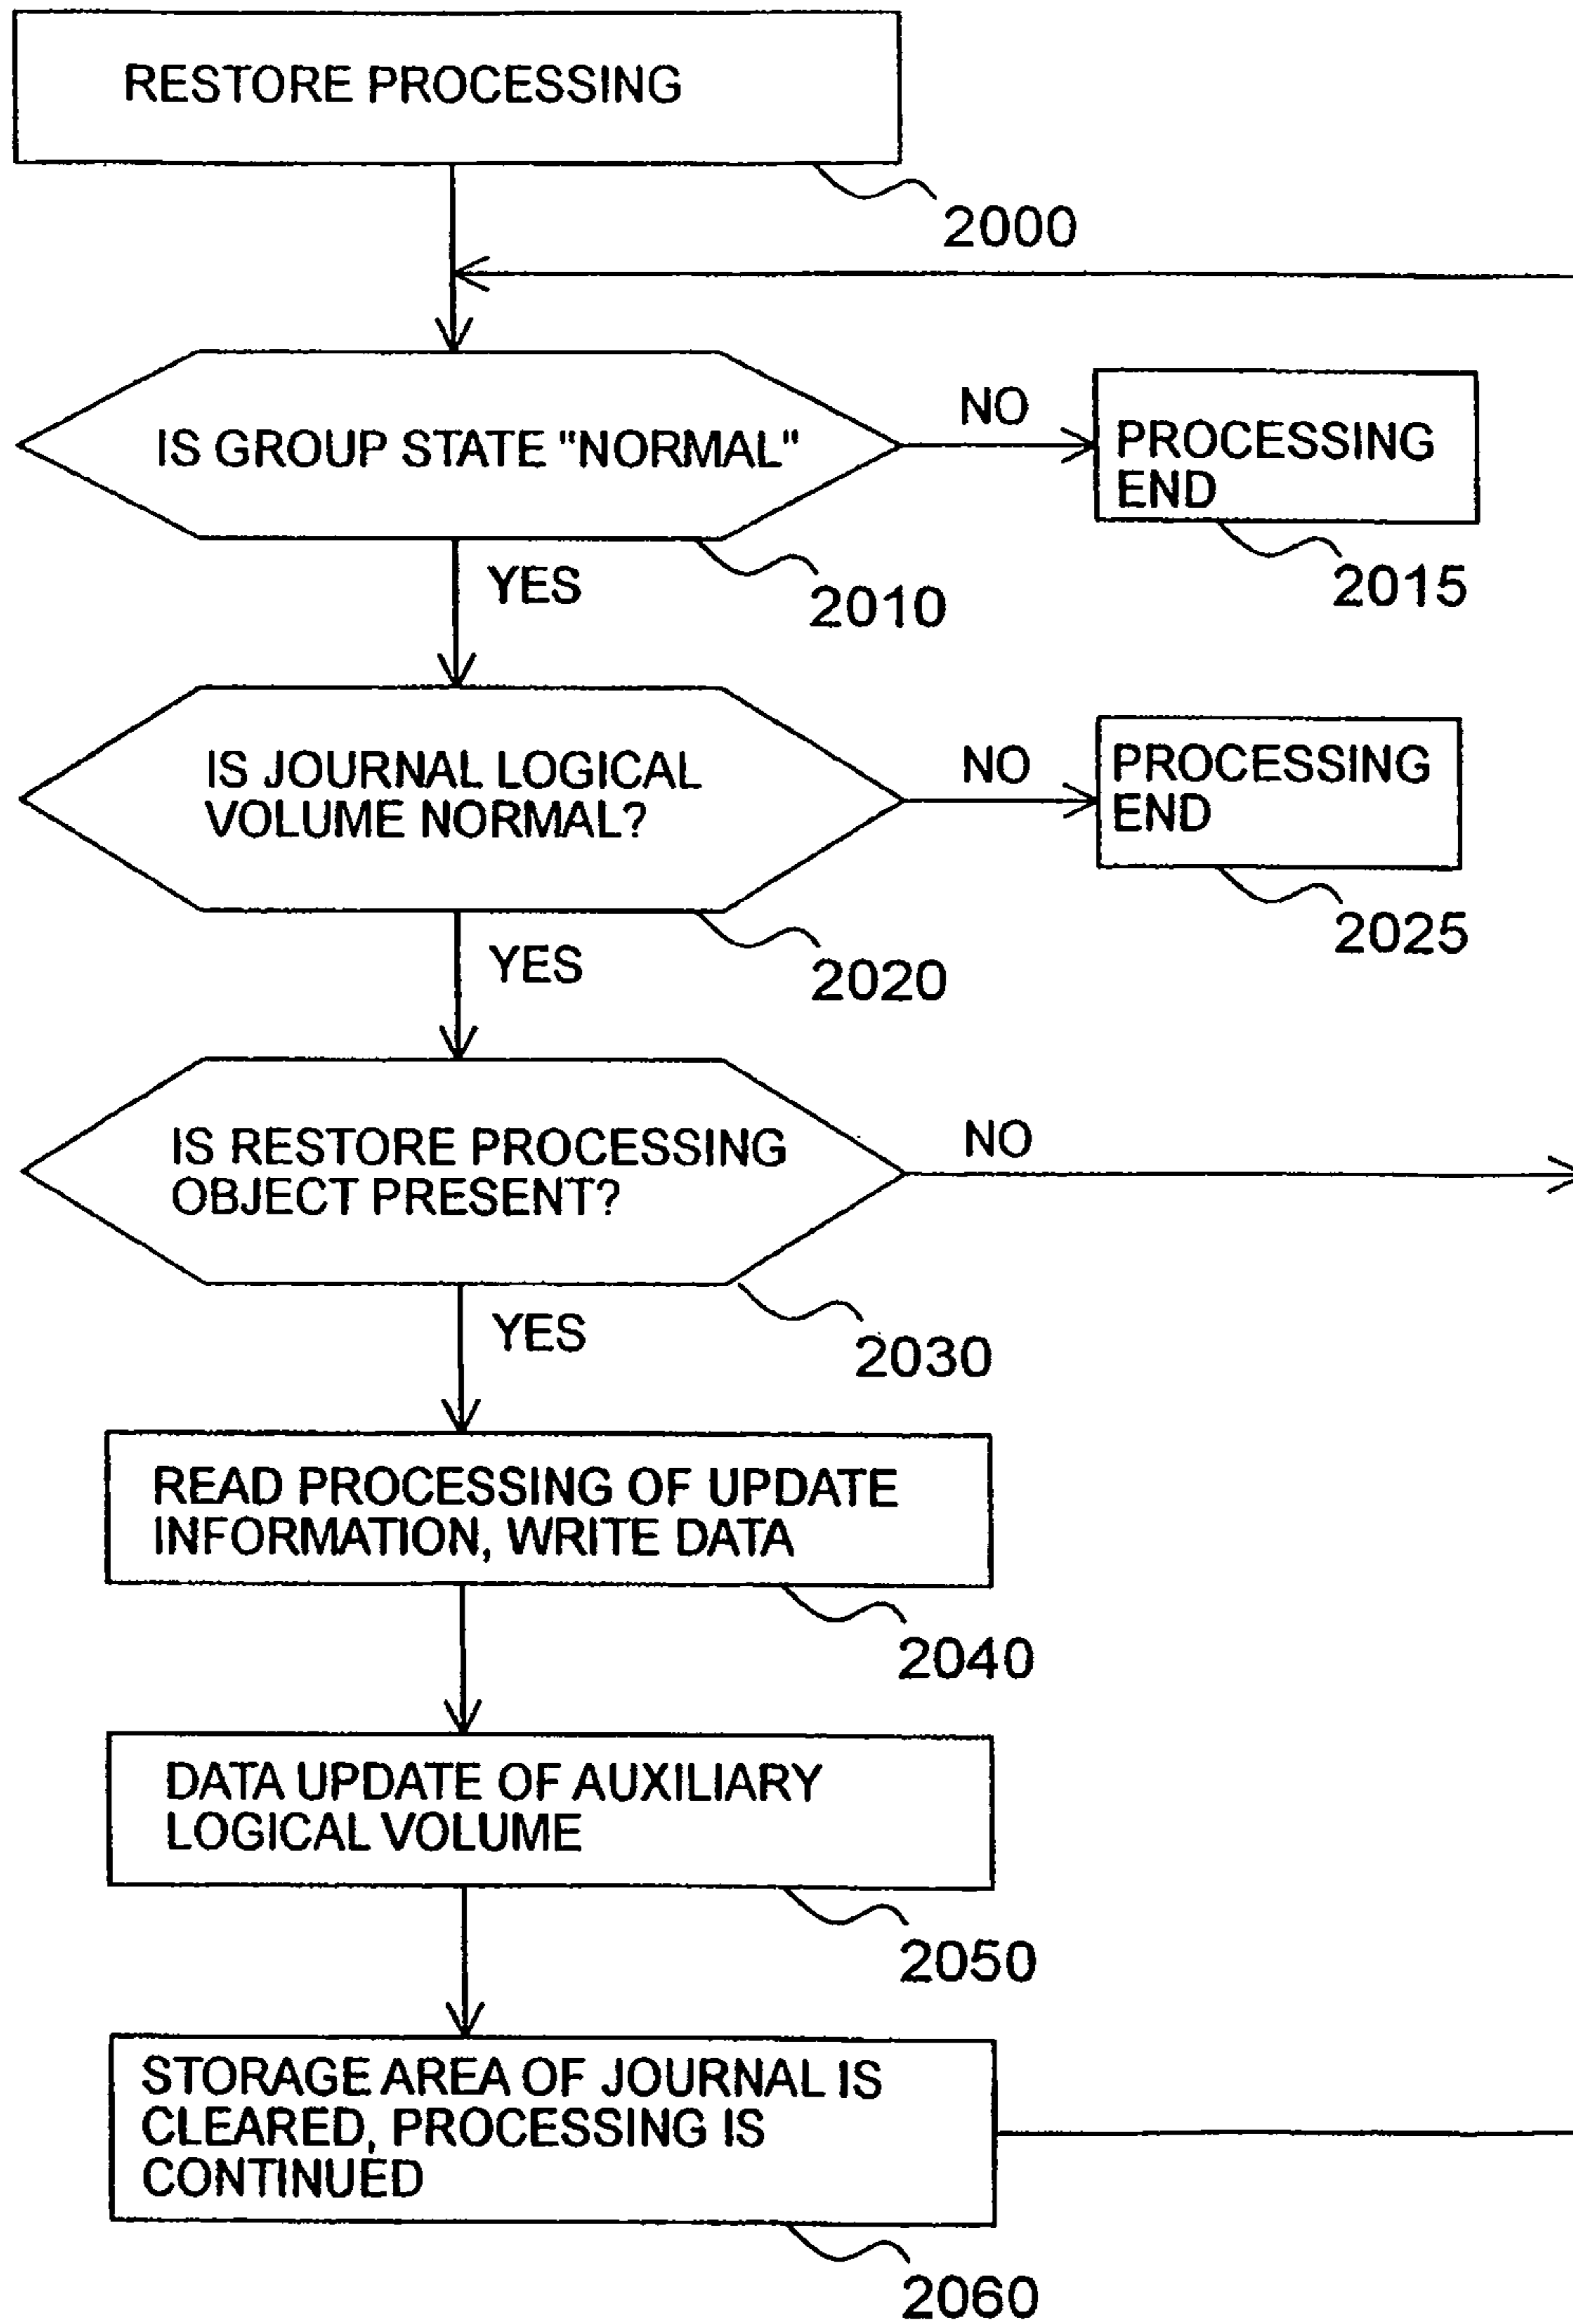 RESTORE PROCESSING
2000
IS GROUP STATE "NORMAL"
NO
PROCESSING
END
2015
YES
2010
IS JOURNAL LOGICAL
VOLUME NORMAL?
NO
PROCESSING
END
2025
YES
2020
IS RESTORE PROCESSING
OBJECT PRESENT?
NO
YES
2030
READ PROCESSING OF UPDATE
INFORMATION, WRITE DATA
2040
DATA UPDATE OF AUXILIARY
LOGICAL VOLUME
2050
STORAGE AREA OF JOURNAL IS
CLEARED, PROCESSING IS
CONTINUED
2060